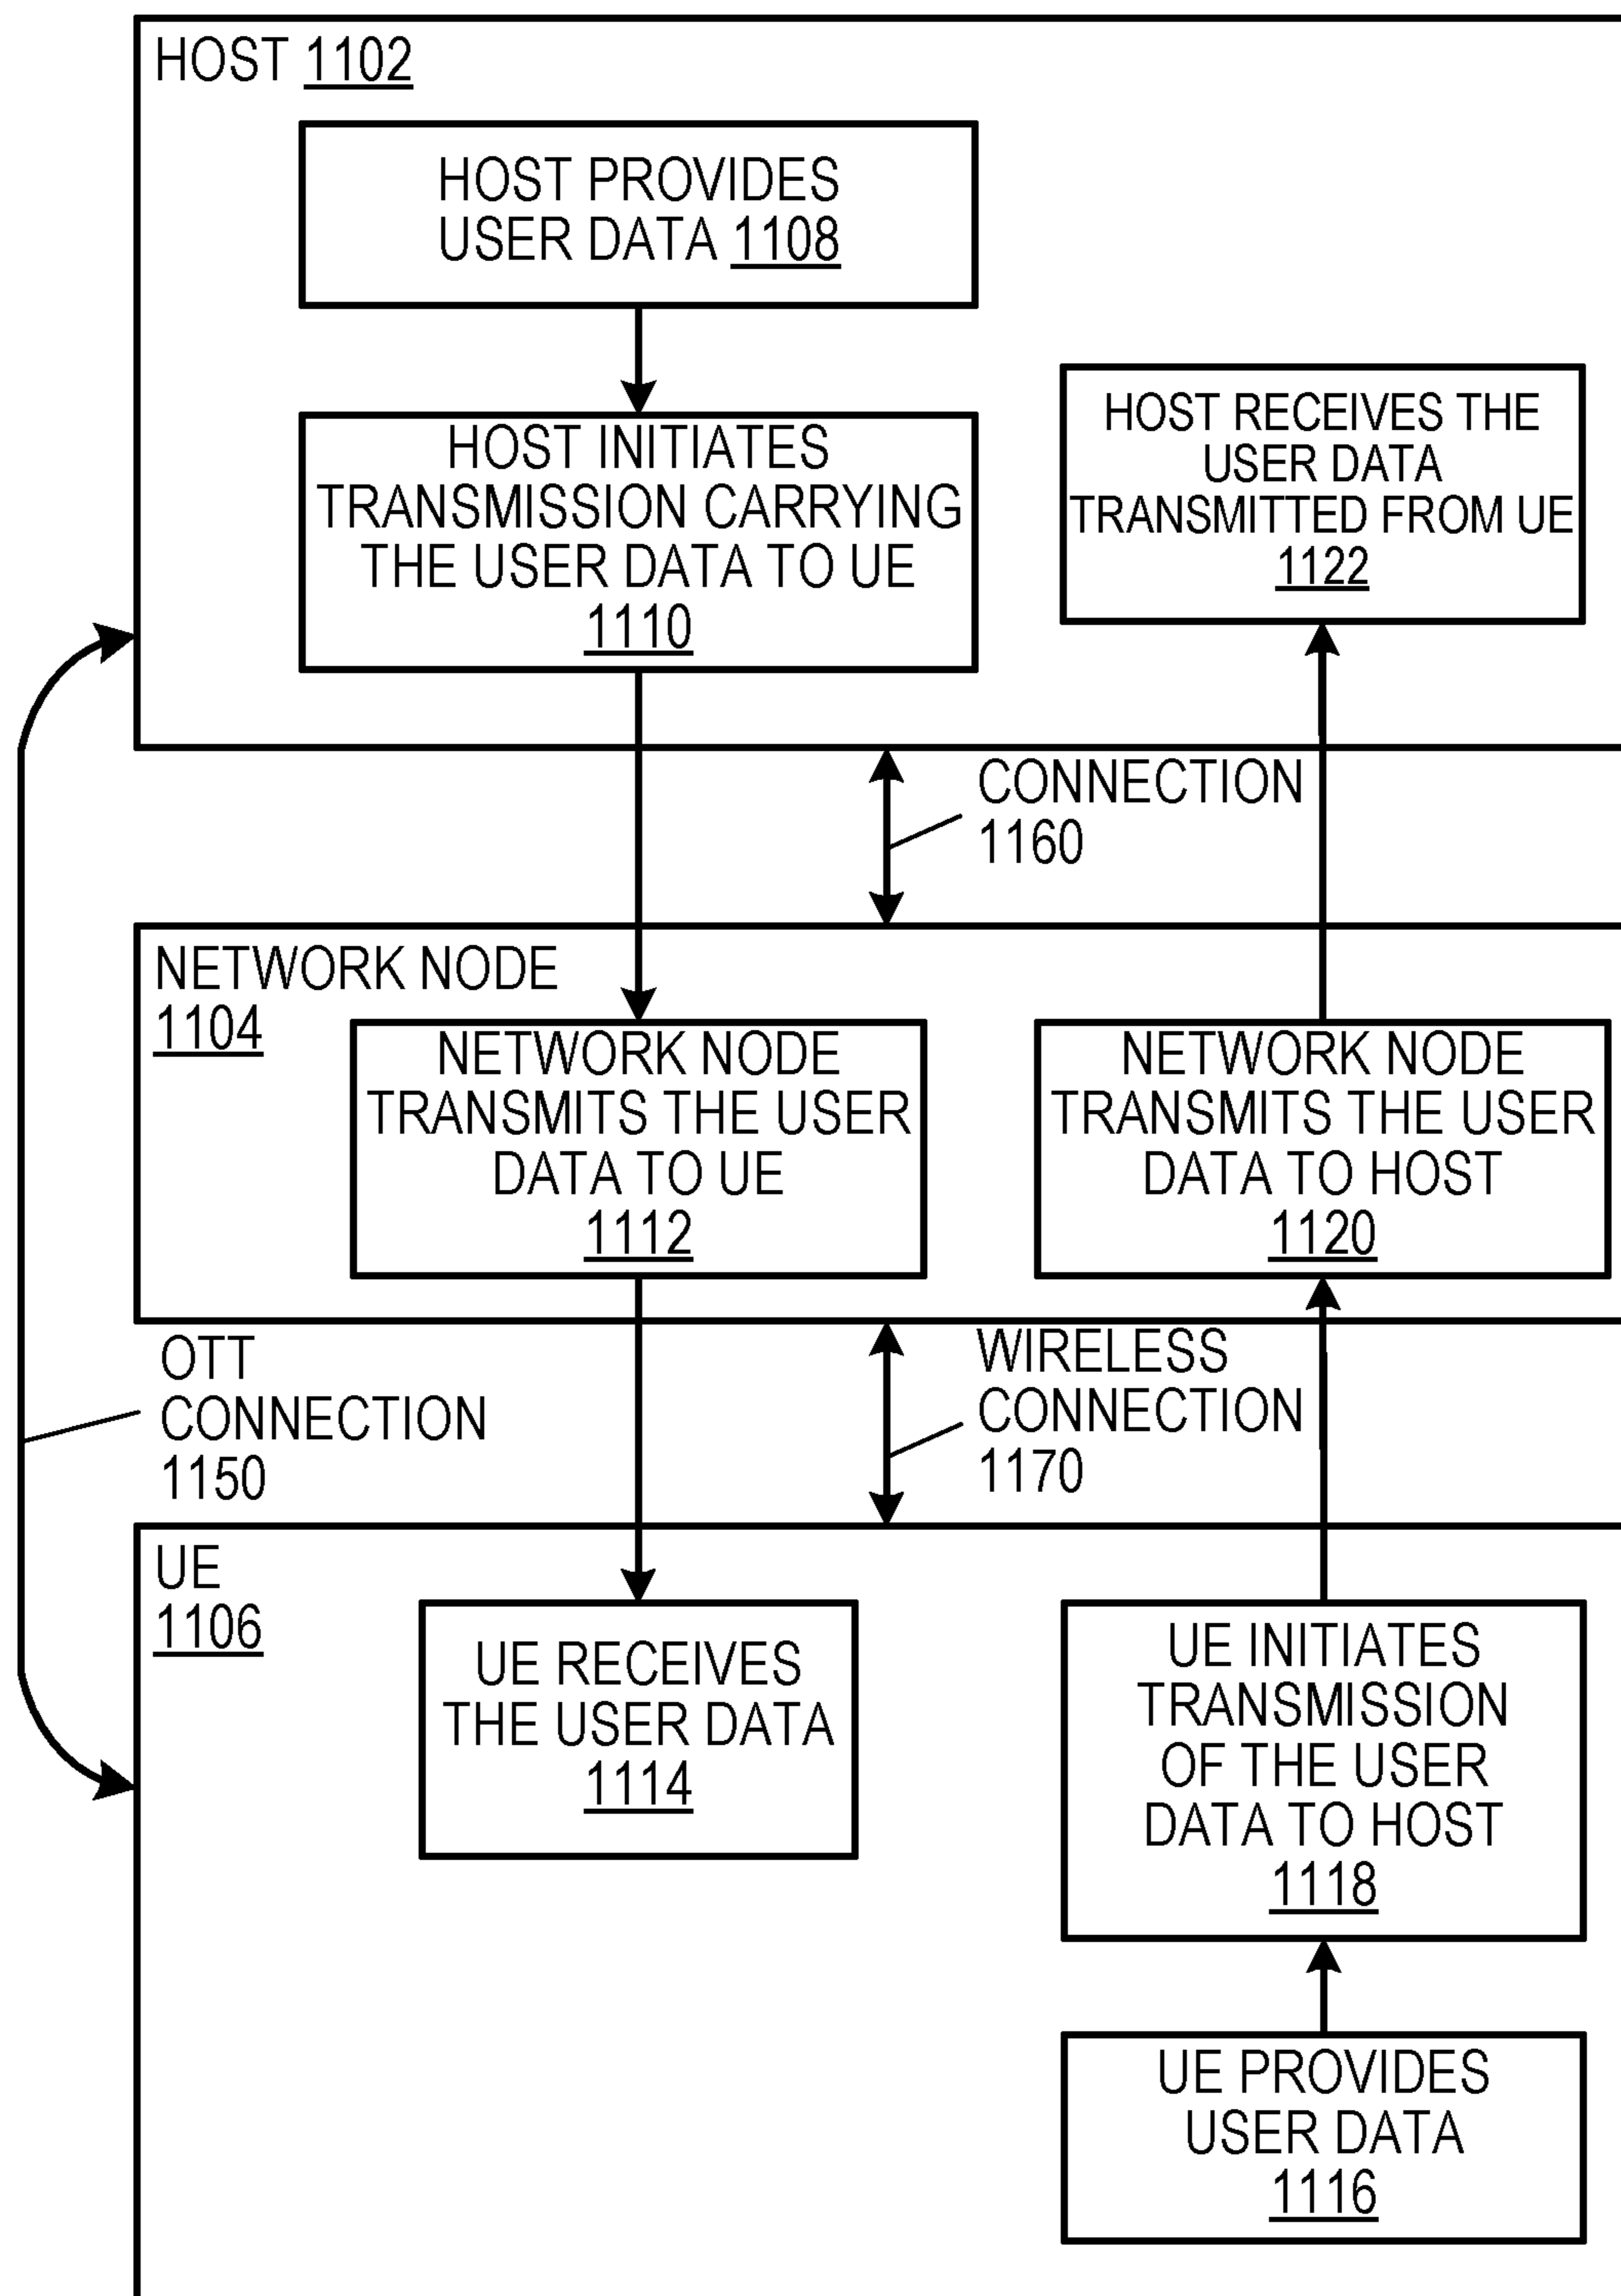 HOST 1102
HOST PROVIDES
USER DATA 1108
HOST INITIATES
TRANSMISSION CARRYING
THE USER DATA TO UE
1110
HOST RECEIVES THE
USER DATA
TRANSMITTED FROM UE
1122
CONNECTION
1160
NETWORK NODE
1104
NETWORK NODE
TRANSMITS THE USER
DATA TO UE
1112
NETWORK NODE
TRANSMITS THE USER
DATA TO HOST
1120
OTT
CONNECTION
1150
WIRELESS
CONNECTION
1170
UE
1106
UE RECEIVES
THE USER DATA
1114
UE INITIATES
TRANSMISSION
OF THE USER
DATA TO HOST
1118
UE PROVIDES
USER DATA
1116